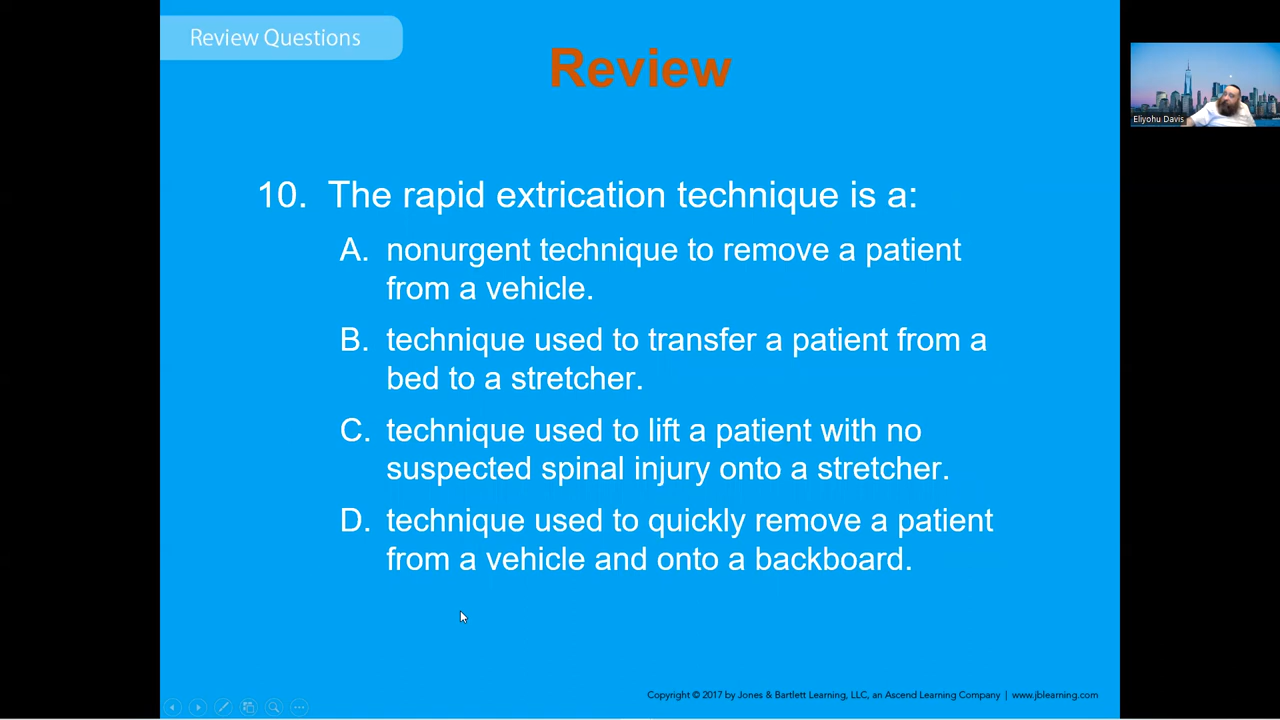 Review Questions
Review
10. The rapid extrication technique is a:
A. nonurgent technique to remove a patient
from a vehicle.
B. technique used to transfer a patient from a
bed to a stretcher.
C. technique used to lift a patient with no
suspected spinal injury onto a stretcher.
D. technique used to quickly remove a patient
from a vehicle and onto a backboard.
Copyright © 2017 by Jones & Bartlett Learning, LLC, an Ascend Learning Company | www.jblearning.com
Eliyohu Davis